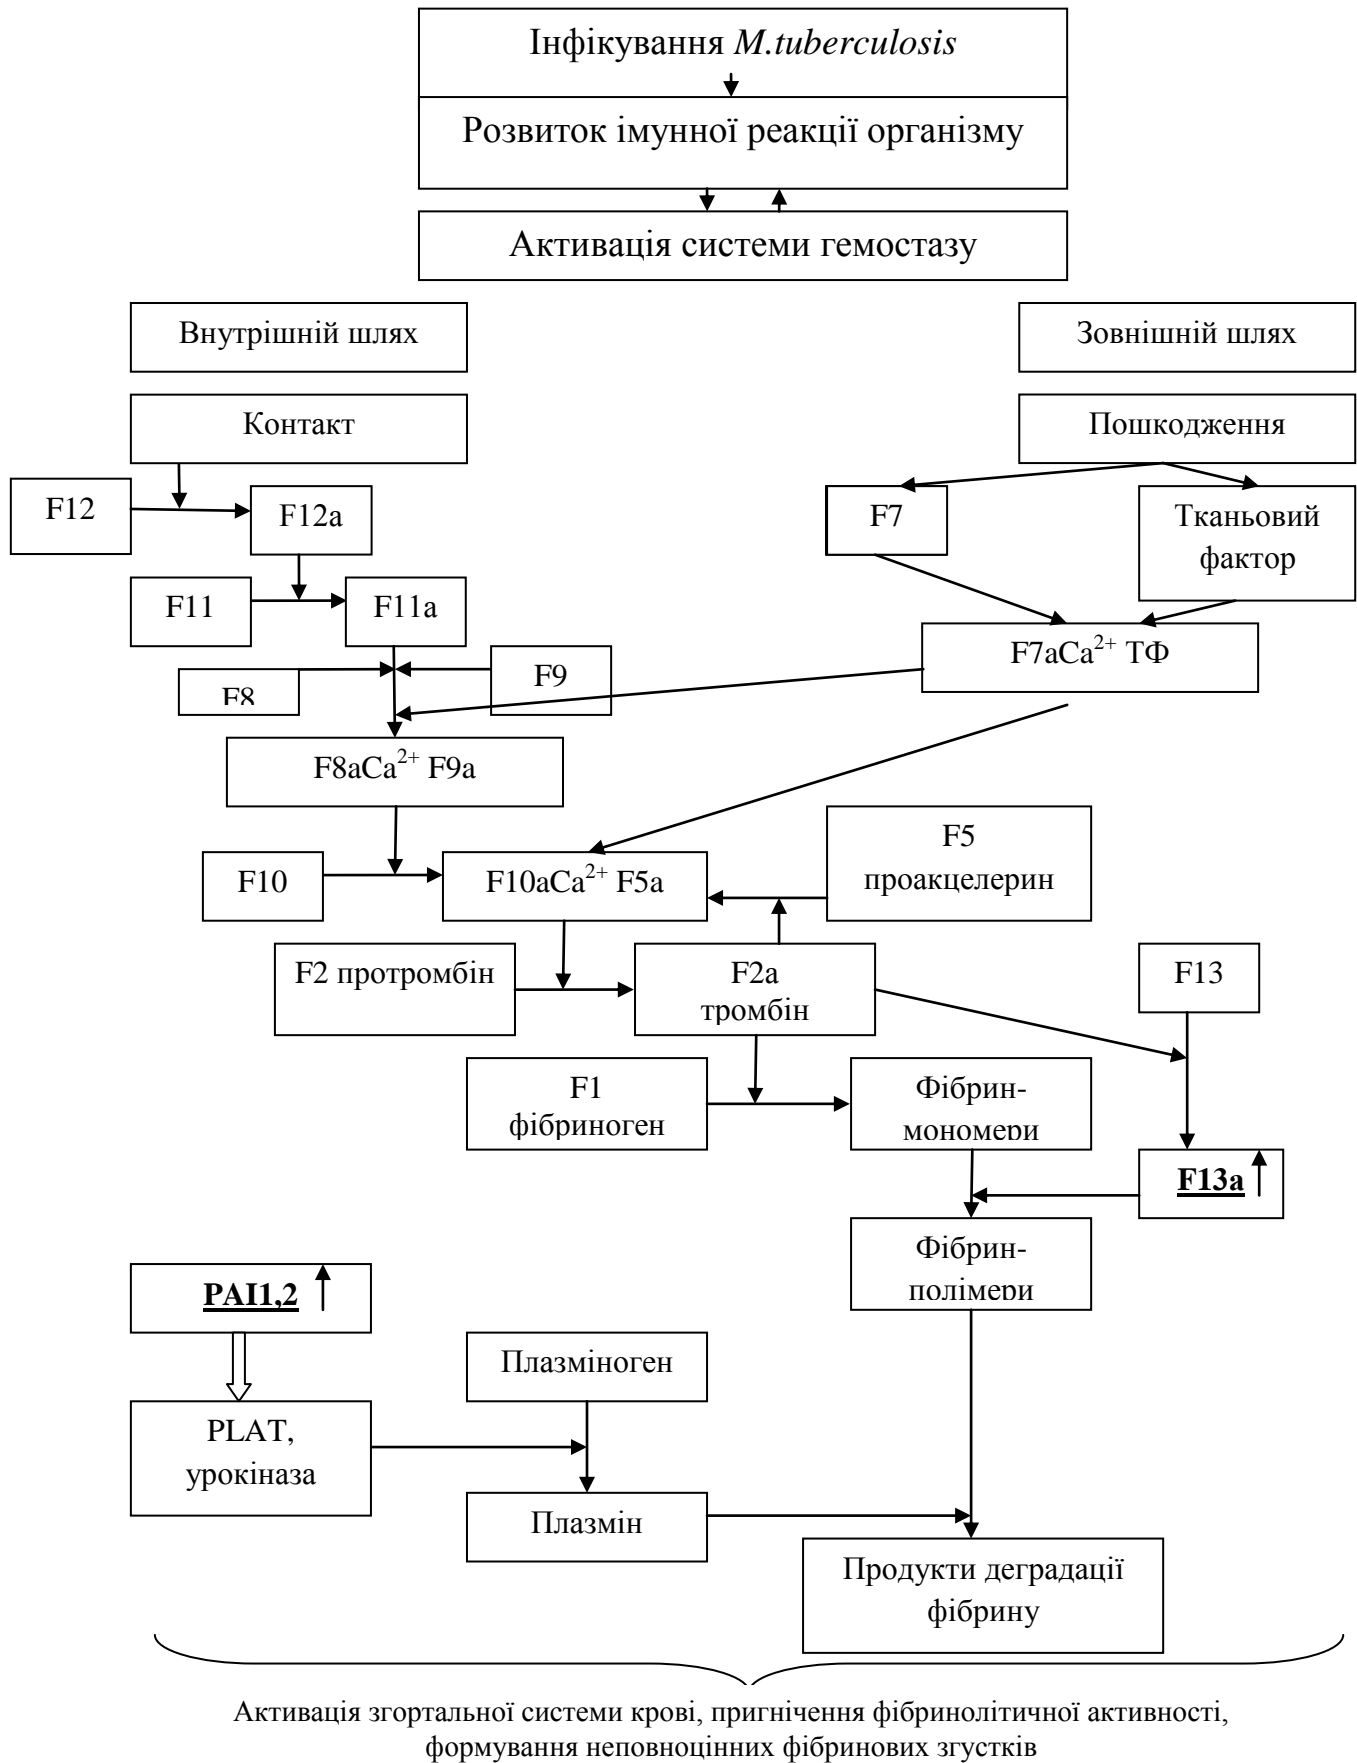 Інфікування M.tuberculosis
Розвиток імунної реакції організму
Активація системи гемостазу
Внутрішній шлях
Зовнішній шлях
Контакт
Пошкодження
F12
F12a
F7
Тканьовий
фактор
F11
F11a
F7aCa²⁺ ТФ
F8
F9
F8aCa²⁺ F9a
F5
проакцелерин
F10
F10aCa²⁺ F5a
F2 протромбін
F2a
тромбін
F13
F1
фібриноген
Фібрин-
мономери
F13a
Фібрин-
полімери
PAI1,2
Плазміноген
PLAT,
урокіназа
Плазмін
Продукти деградації
фібрину
Активація згортальної системи крові, пригнічення фібринолітичної активності,
формування неповноцінних фібринових згустків